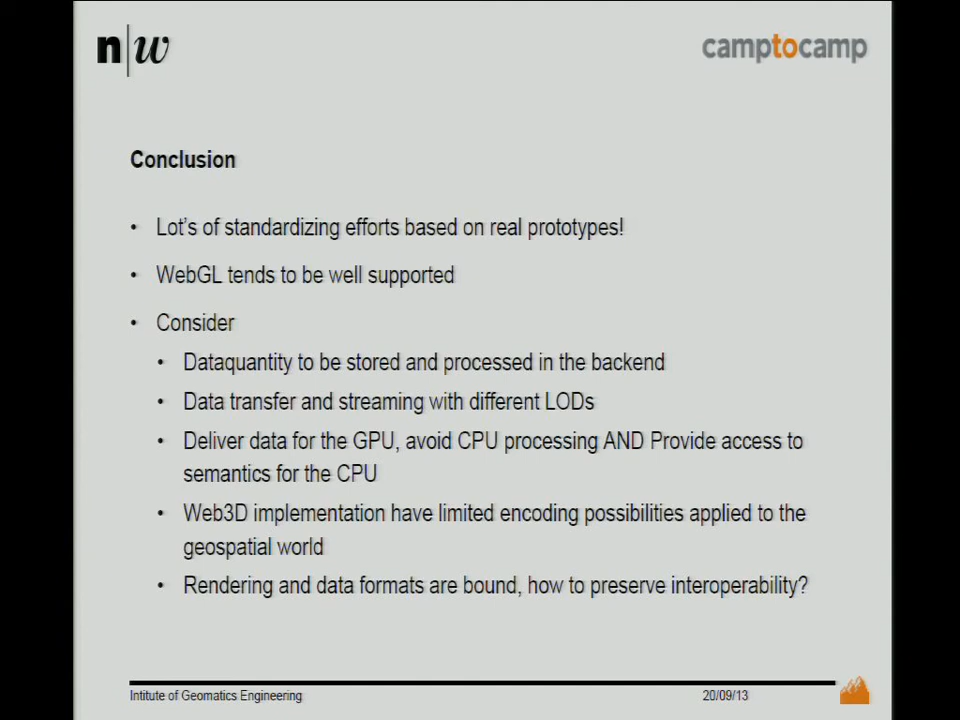 n|w
camptocamp
Conclusion
• Lot's of standardizing efforts based on real prototypes!
• WebGL tends to be well supported
• Consider
• Dataquantity to be stored and processed in the backend
• Data transfer and streaming with different LODs
• Deliver data for the GPU, avoid CPU processing AND Provide access to
semantics for the CPU
• Web3D implementation have limited encoding possibilities applied to the
geospatial world
• Rendering and data formats are bound, how to preserve interoperability?
Intitute of Geomatics Engineering
20/09/13